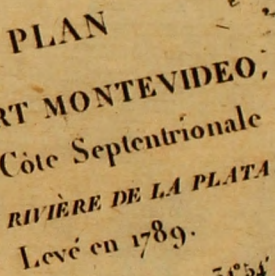 PLAN
RT MONTEVIDEO,
Côte Septentrionale
RIVIÈRE DE LA PLATA
Levé en 1789.